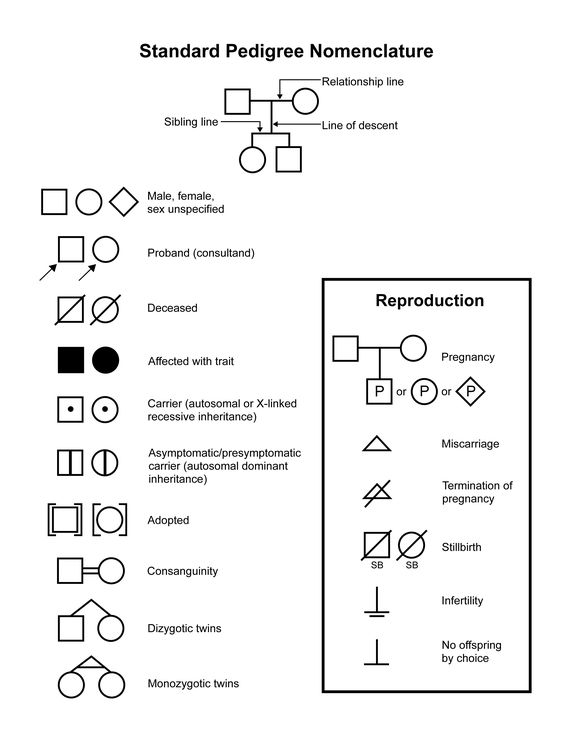 Standard Pedigree Nomenclature
Relationship line
Sibling line
Line of descent
Male, female,
sex unspecified
Proband (consultand)
Deceased
Affected with trait
Carrier (autosomal or X-linked
recessive inheritance)
Asymptomatic/presymptomatic
carrier (autosomal dominant
inheritance)
Adopted
Consanguinity
Dizygotic twins
Monozygotic twins
Reproduction
Pregnancy
P or P or P
Miscarriage
Termination of
pregnancy
Stillbirth
SB SB
Infertility
No offspring
by choice